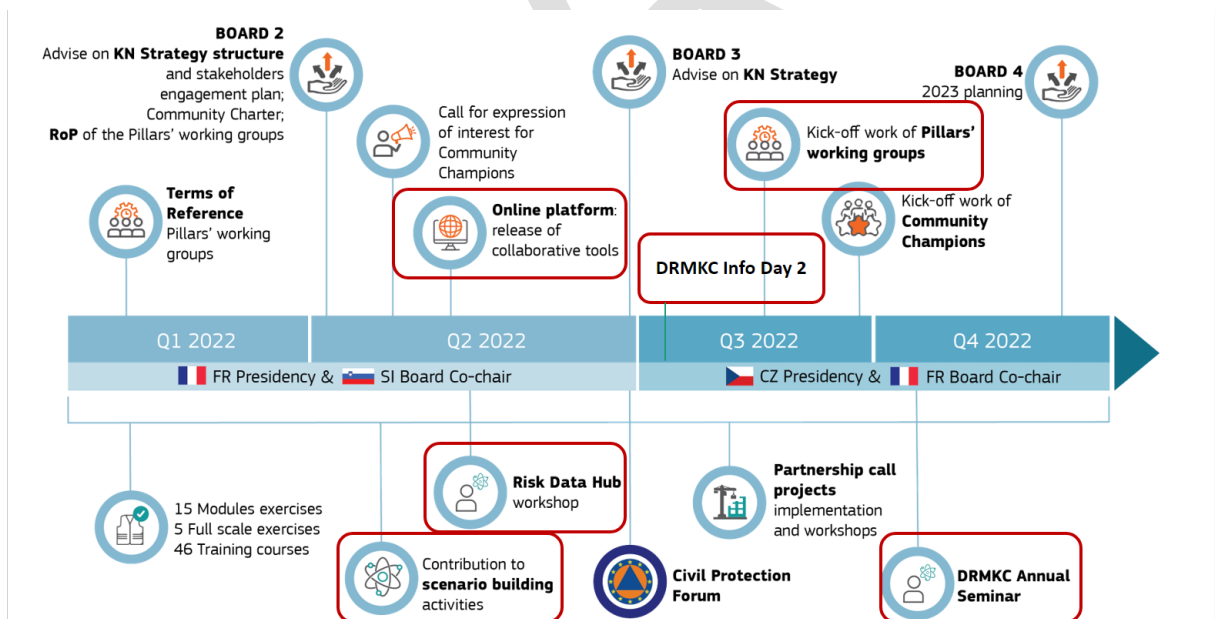 BOARD 2
Advise on KN Strategy structure
and stakeholders
engagement plan;
Community Charter;
RoP of the Pillars' working groups
Call for expression
of interest for
Community
Champions
Terms of
Reference
Pillars' working
groups
Online platform:
release of
collaborative tools
BOARD 3
Advise on KN Strategy
BOARD 4
2023 planning
Kick-off work of Pillars'
working groups
Kick-off work of
Community
Champions
DRMKC Info Day 2
Q1 2022
Q2 2022
Q3 2022
Q4 2022
FR Presidency & SI Board Co-chair
CZ Presidency & FR Board Co-chair
15 Modules exercises
5 Full scale exercises
46 Training courses
Contribution to
scenario building
activities
Risk Data Hub
workshop
Civil Protection
Forum
Partnership call
projects
implementation
and workshops
DRMKC Annual
Seminar